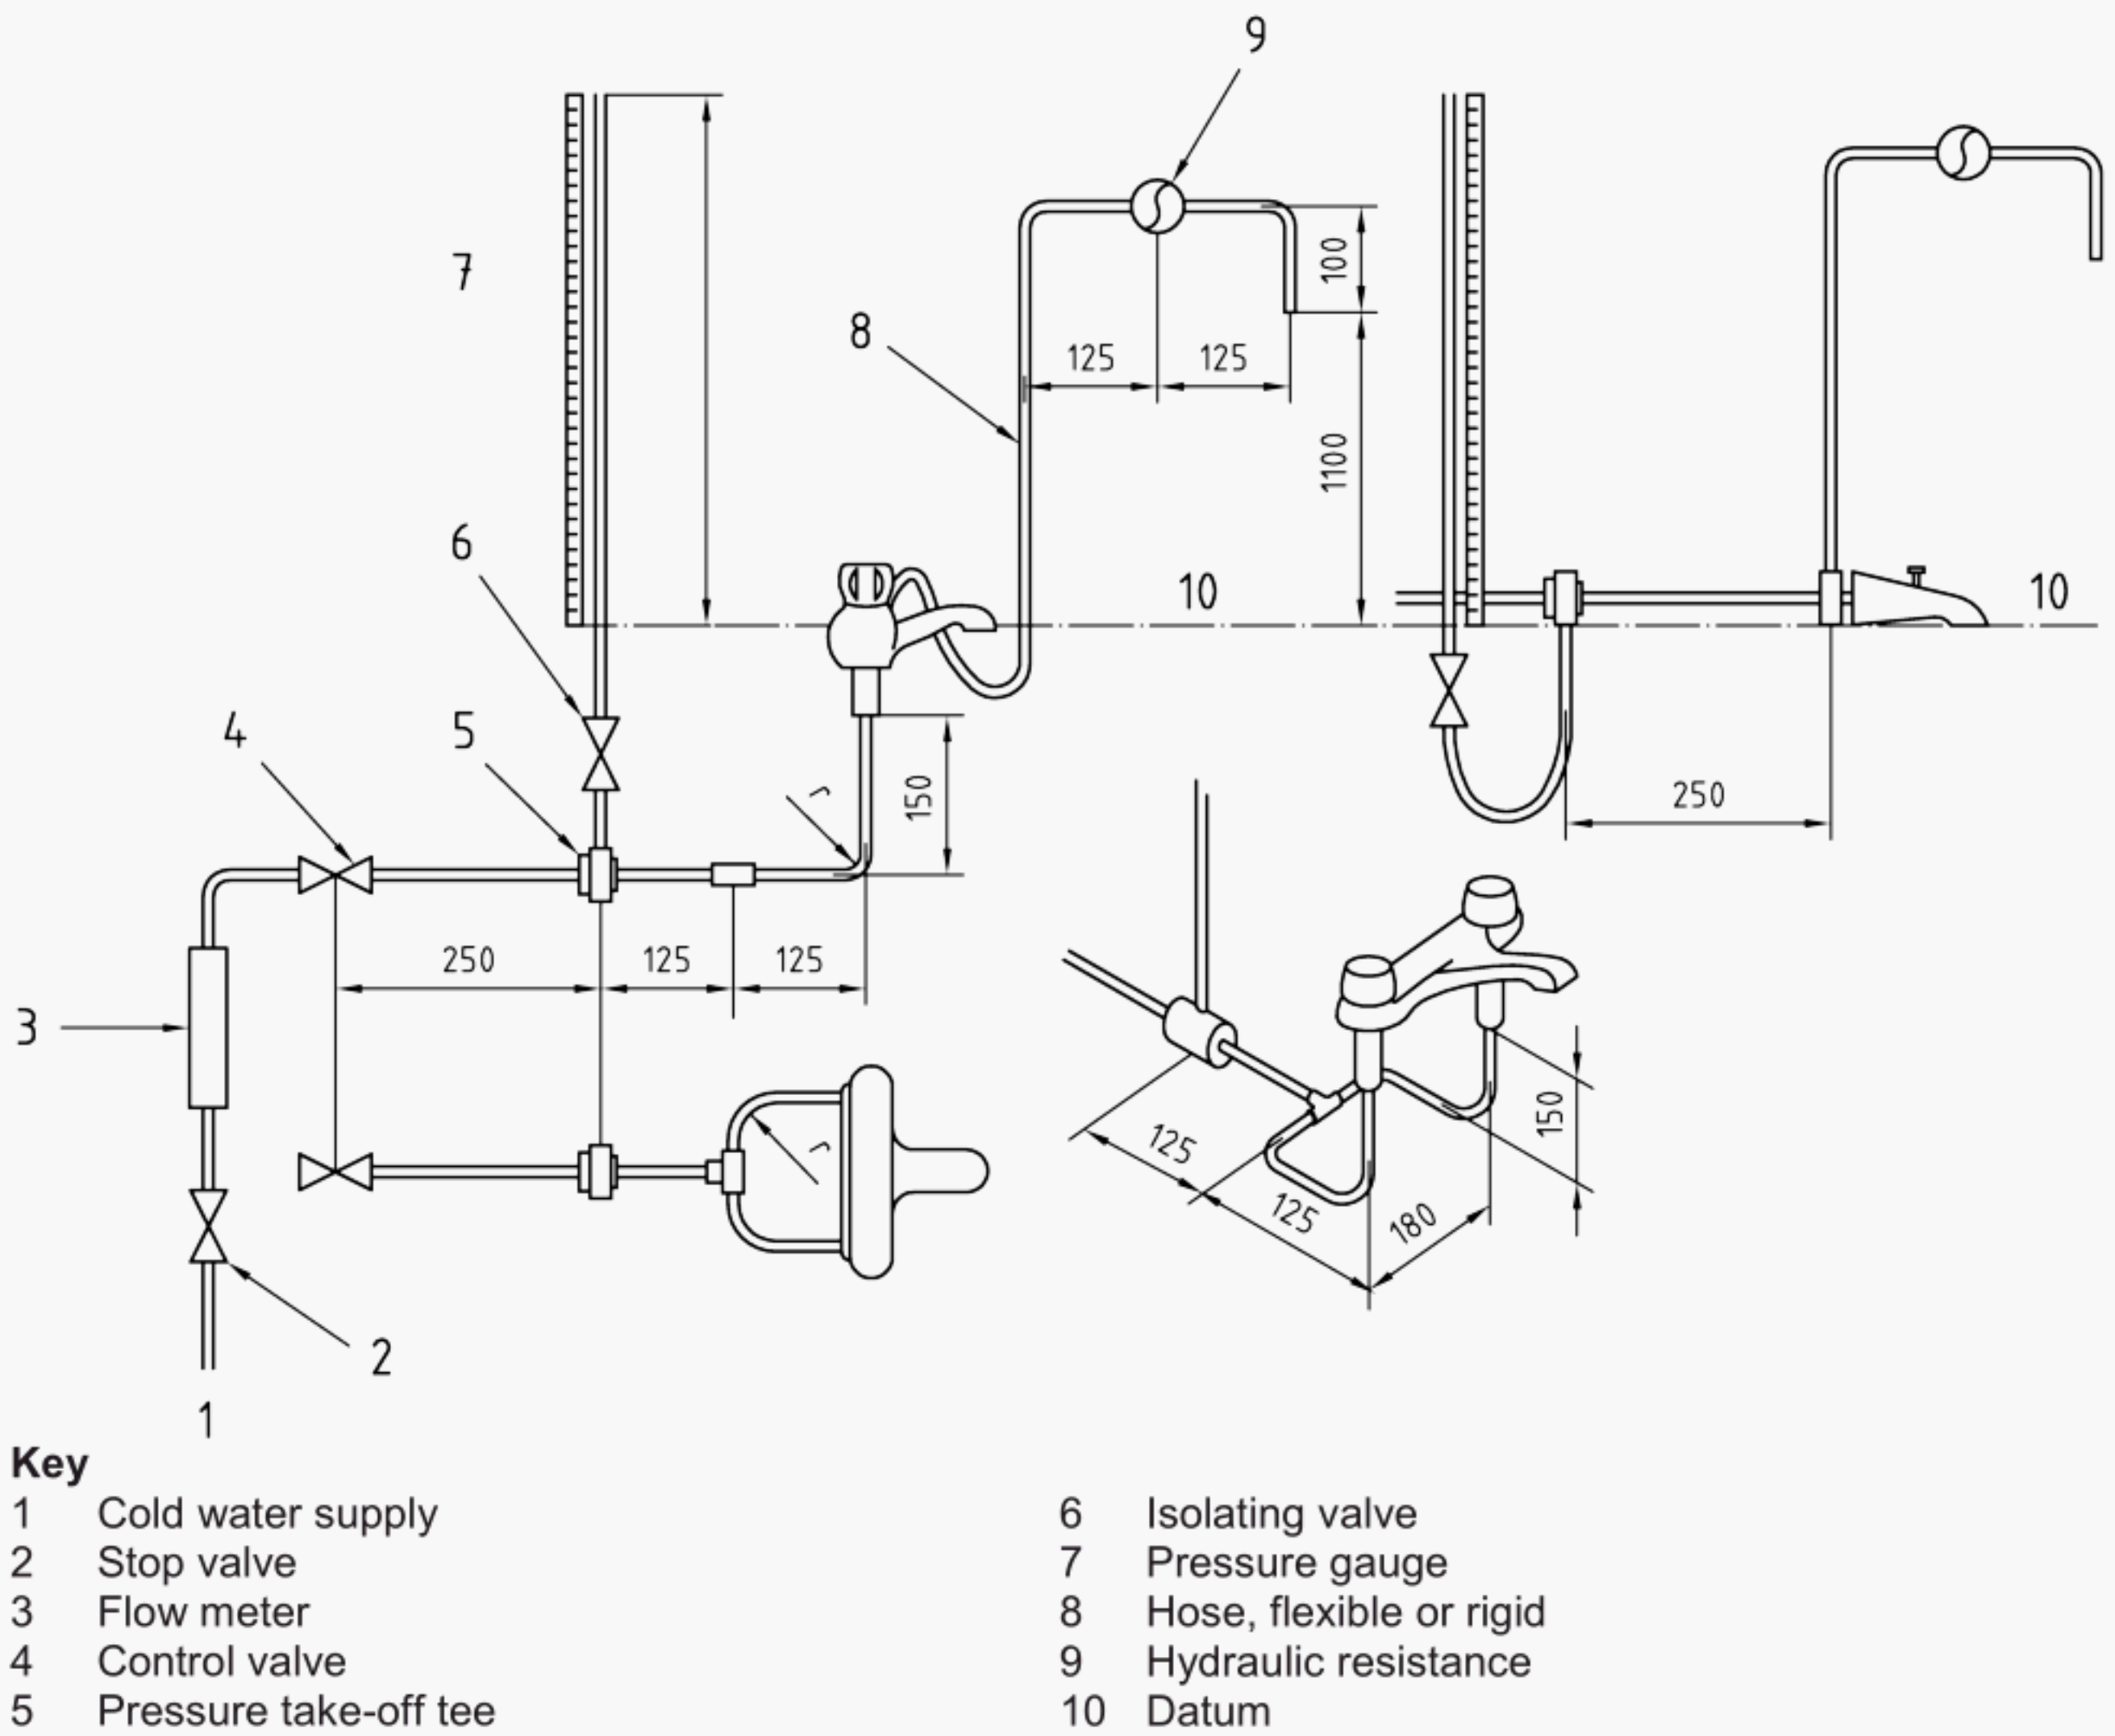 9
7
8
100
125 125
1100
6
10
10
4
5
r
150
250
250 125 125
3
r
150
125
125
180
2
1
Key
1 Cold water supply
2 Stop valve
3 Flow meter
4 Control valve
5 Pressure take-off tee
6 Isolating valve
7 Pressure gauge
8 Hose, flexible or rigid
9 Hydraulic resistance
10 Datum